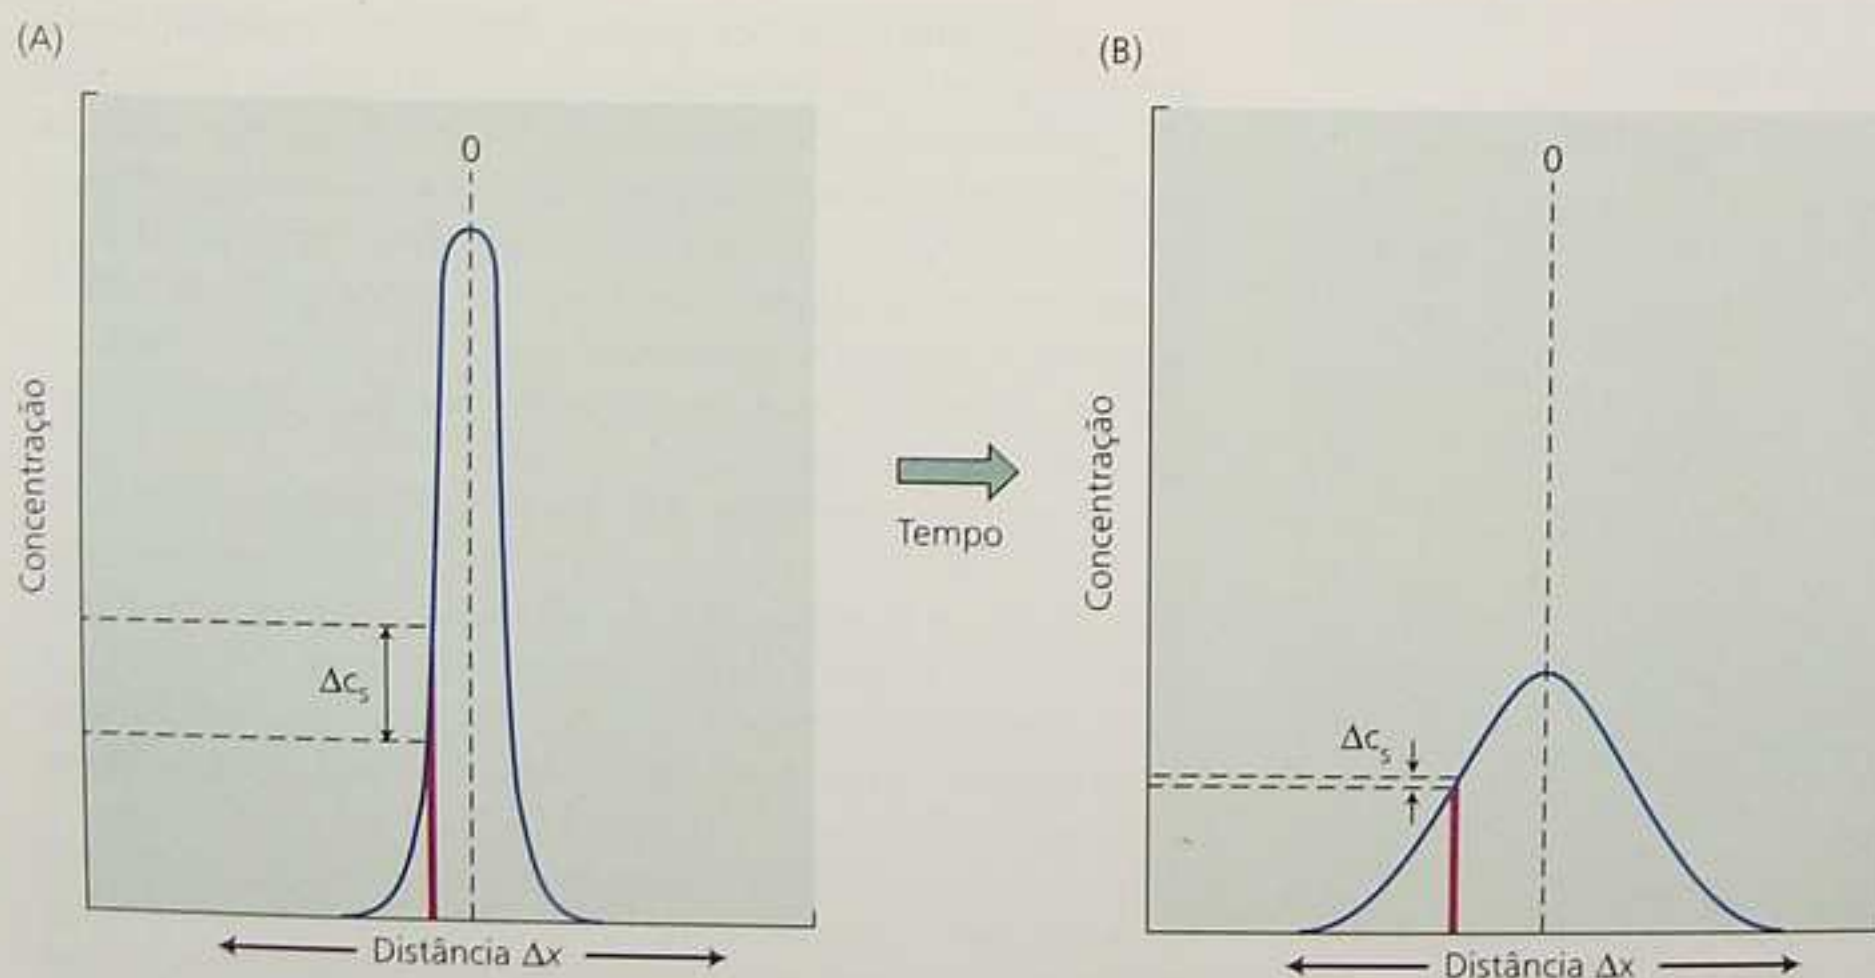 (A)
0
Concentração
Δcₛ
Distância Δx
Tempo
(B)
0
Concentração
Δcₛ
Distância Δx